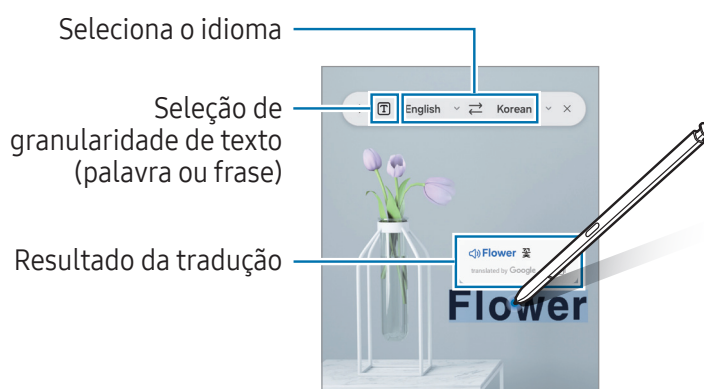 Seleciona o idioma
Seleção de
granularidade de texto
(palavra ou frase)
Resultado da tradução
T English Korean
Flower 꽃
translated by Google
Flower